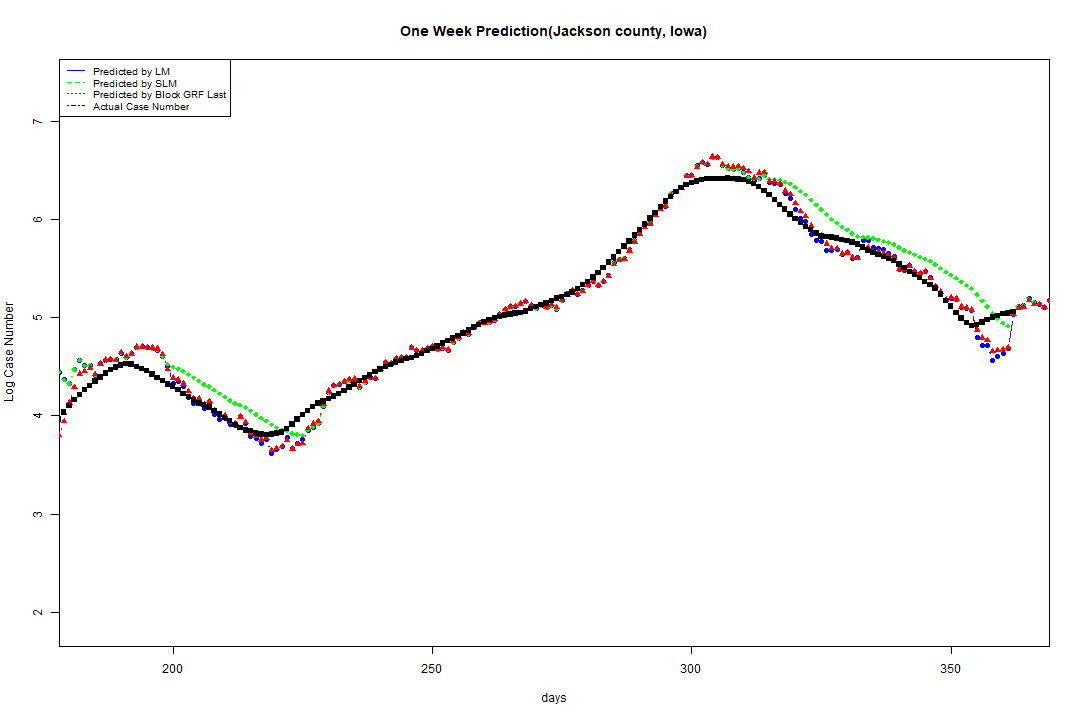 One Week Prediction(Jackson county, Iowa)
Predicted by LM
Predicted by SLM
Predicted by Block GRF Last
Actual Case Number
7
6
5
4
3
2
Log Case Number
200 250 300 350
days